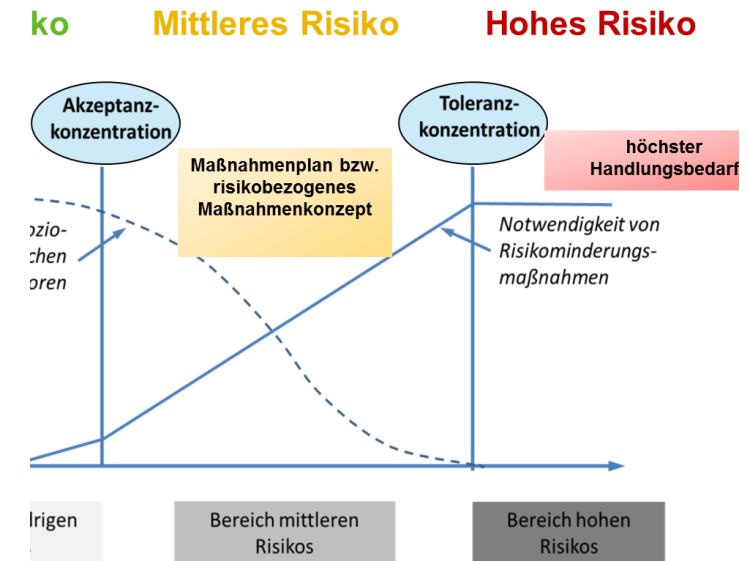 ko Mittleres Risiko Hohes Risiko
Akzeptanz-
konzentration
Toleranz-
konzentration
höchster
Handlungsbedarf
Maßnahmenplan bzw.
risikobezogenes
Maßnahmenkonzept
ozio-
chen
oren
Notwendigkeit von
Risikominderungs-
maßnahmen
drigen
Bereich mittleren
Risikos
Bereich hohen
Risikos